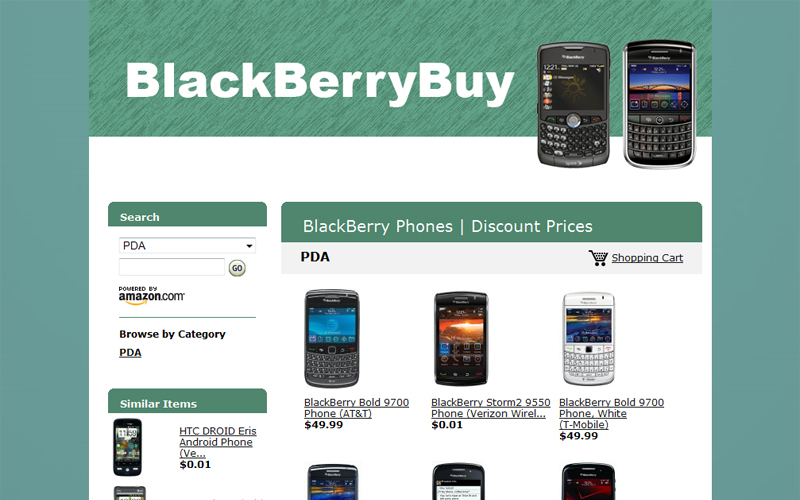 BlackBerryBuy
Search
PDA
GO
POWERED BY
amazon.com
Browse by Category
PDA
Similar Items
HTC DROID Eris
Android Phone
(Ve...
$0.01
BlackBerry Phones | Discount Prices
PDA
Shopping Cart
BlackBerry Bold 9700
Phone (AT&T)
$49.99
BlackBerry Storm2 9550
Phone (Verizon Wirel...
$0.01
BlackBerry Bold 9700
Phone, White
(T-Mobile)
$49.99